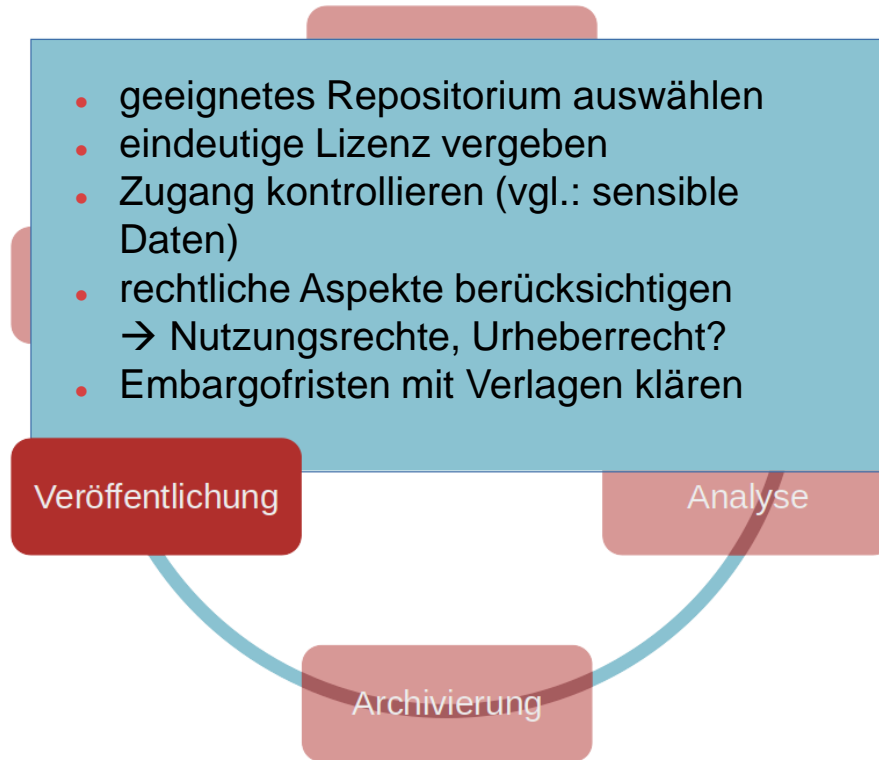 ● geeignetes Repositorium auswählen
● eindeutige Lizenz vergeben
● Zugang kontrollieren (vgl.: sensible
Daten)
● rechtliche Aspekte berücksichtigen
→ Nutzungsrechte, Urheberrecht?
● Embargofristen mit Verlagen klären
Veröffentlichung
Analyse
Archivierung